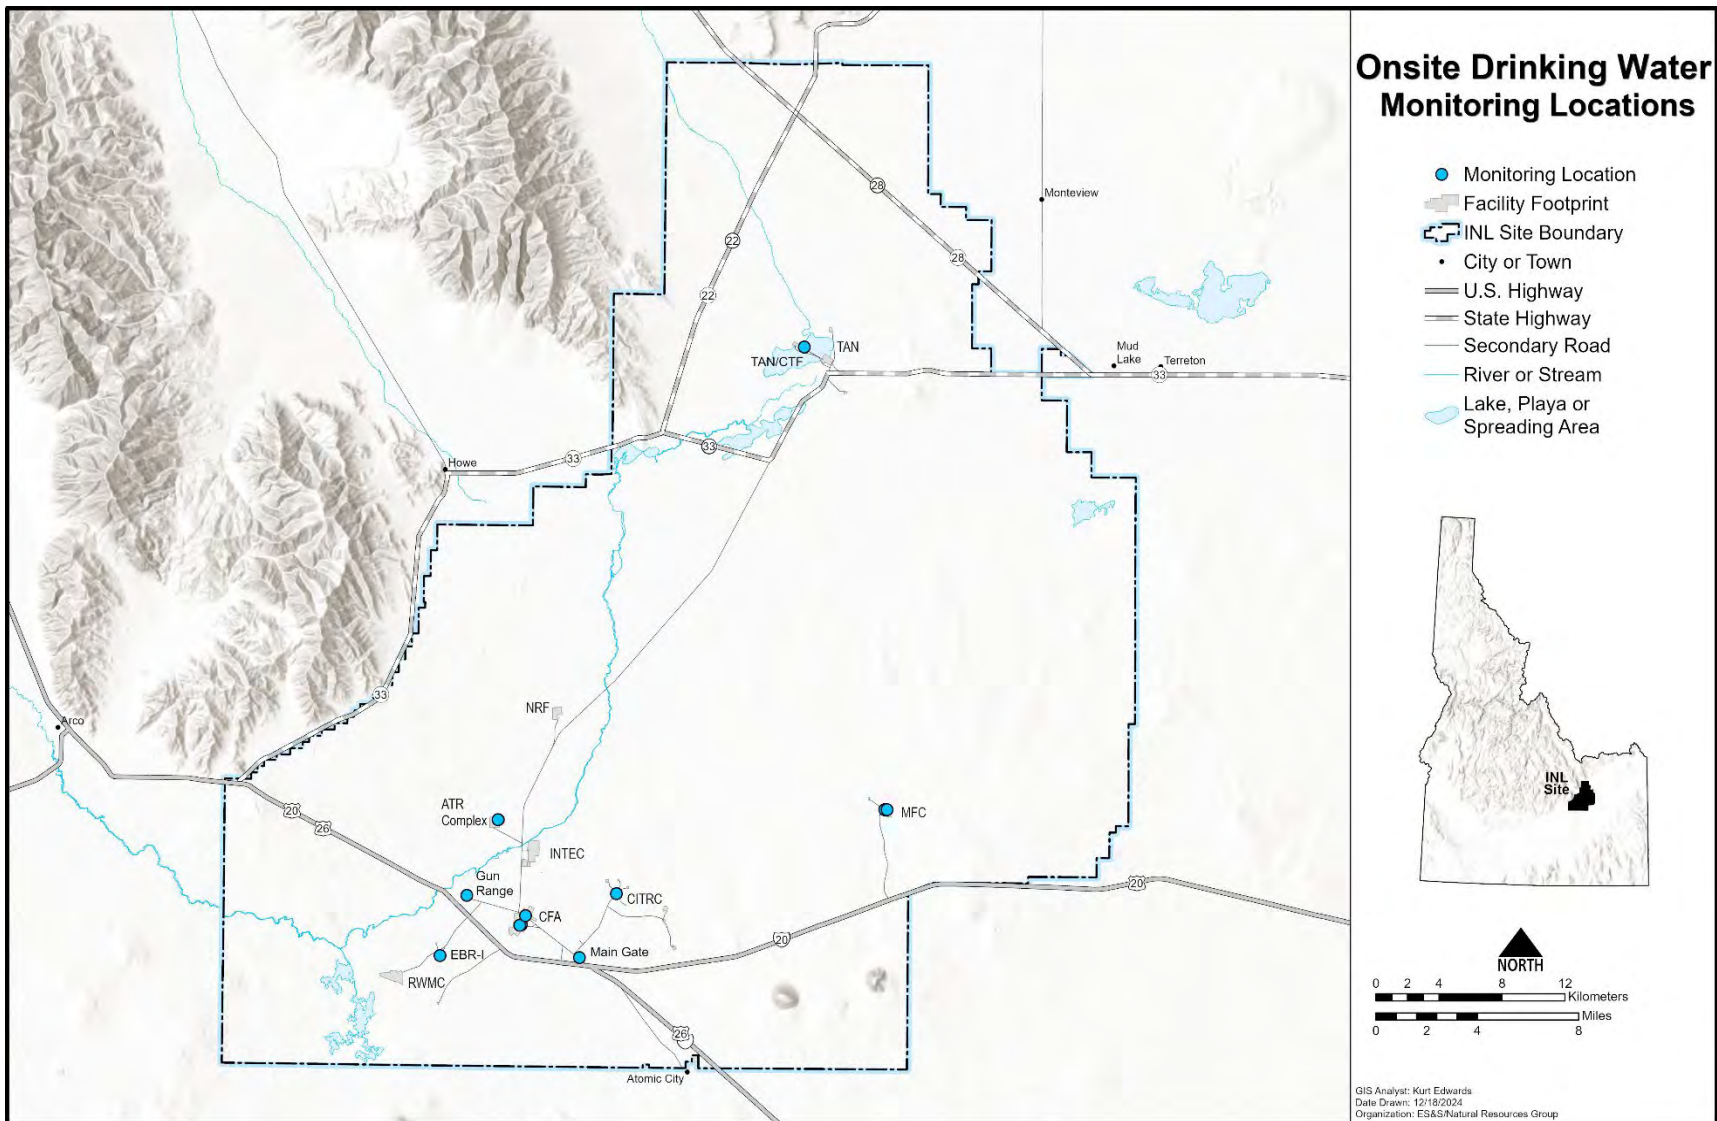 Onsite Drinking Water
Monitoring Locations
Monitoring Location
Facility Footprint
INL Site Boundary
City or Town
U.S. Highway
State Highway
Secondary Road
River or Stream
Lake, Playa or
Spreading Area
28
22
Monteview
28
22
TAN
TAN/CTF
Mud
Lake
Terreton
33
33
33
Howe
33
NRF
Arco
20
26
ATR
Complex
MFC
INTEC
Gun
Range
CITRC
20
CFA
20
EBR-I
Main Gate
RWMC
26
Atomic City
INL
Site
NORTH
0 2 4 8 12
Kilometers
Miles
0 2 4 8
GIS Analyst: Kurt Edwards
Date Drawn: 12/18/2024
Organization: ES&S/Natural Resources Group